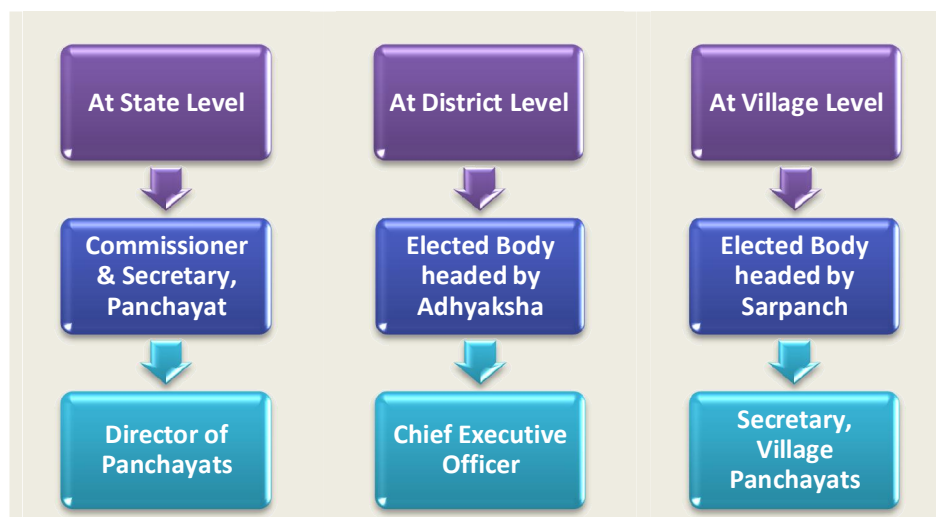 At State Level
Commissioner
& Secretary,
Panchayat
Director of
Panchayats
At District Level
Elected Body
headed by
Adhyaksha
Chief Executive
Officer
At Village Level
Elected Body
headed by
Sarpanch
Secretary,
Village
Panchayats